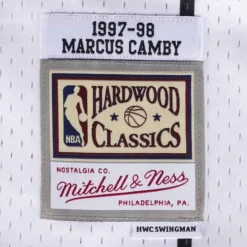 1997-98
MARCUS CAMBY
HARDWOOD
NBA
CLASSICS
NOSTALGIA CO.
Mitchell & Ness
PHILADELPHIA, PA.
HWC SWINGMAN